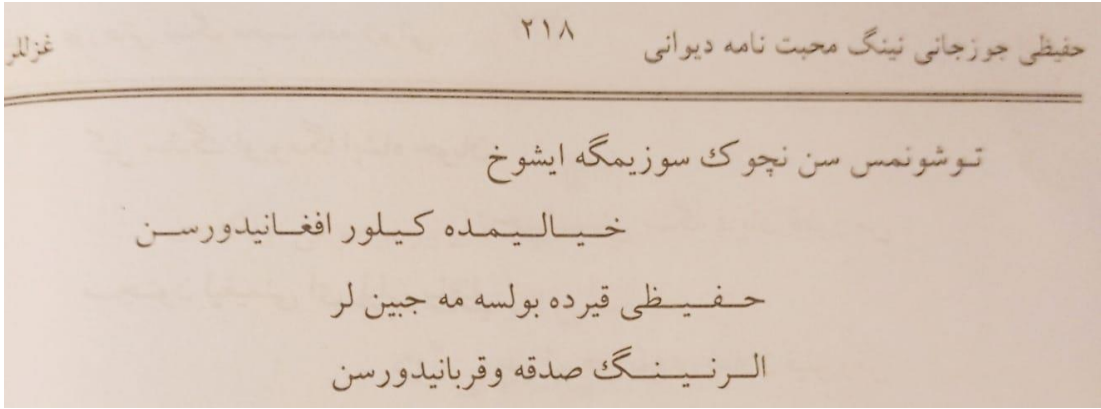 حفیظی جوزجانی نینگ محبت نامه دیوانی ۲۱۸ غزللر
توشونمس سن نچوک سوزیمگه ایشوخ
خیالیمده کیلور افغانیدورسن
حفیظی قیرده بولسه مه جبین لر
الرنینگ صدقه وقربانیدورسن